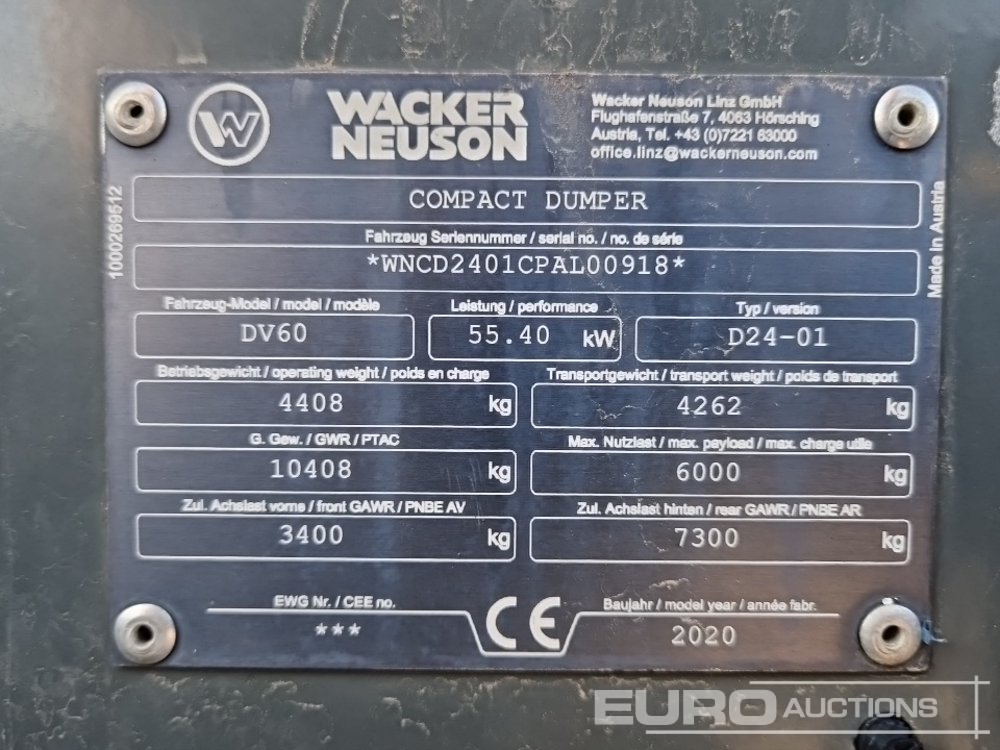 WACKER
NEUSON
Wacker Neuson Linz GmbH
Flughafenstraße 7, 4063 Hörsching
Austria, Tel. +43 (0)7221 63000
office.linz@wackerneuson.com
1000269512
Made in Austria
COMPACT DUMPER
Fahrzeug Seriennummer / serial no. / no. de série
*WNCD2401CPAL00918*
Fahrzeug-Model / model / modèle
DV60
Leistung / performance
55.40 kW
Typ / version
D24-01
Betriebsgewicht / operating weight / poids en charge
4408 kg
Transportgewicht / transport weight / poids de transport
4262 kg
G. Gew. / GWR / PTAC
10408 kg
Max. Nutzlast / max. payload / max. charge utile
6000 kg
Zul. Achslast vorne / front GAWR / PNBE AV
3400 kg
Zul. Achslast hinten / rear GAWR / PNBE AR
7300 kg
EWG Nr. / CEE no.
***
CE
Baujahr / model year / année fabr.
2020
EURO AUCTIONS